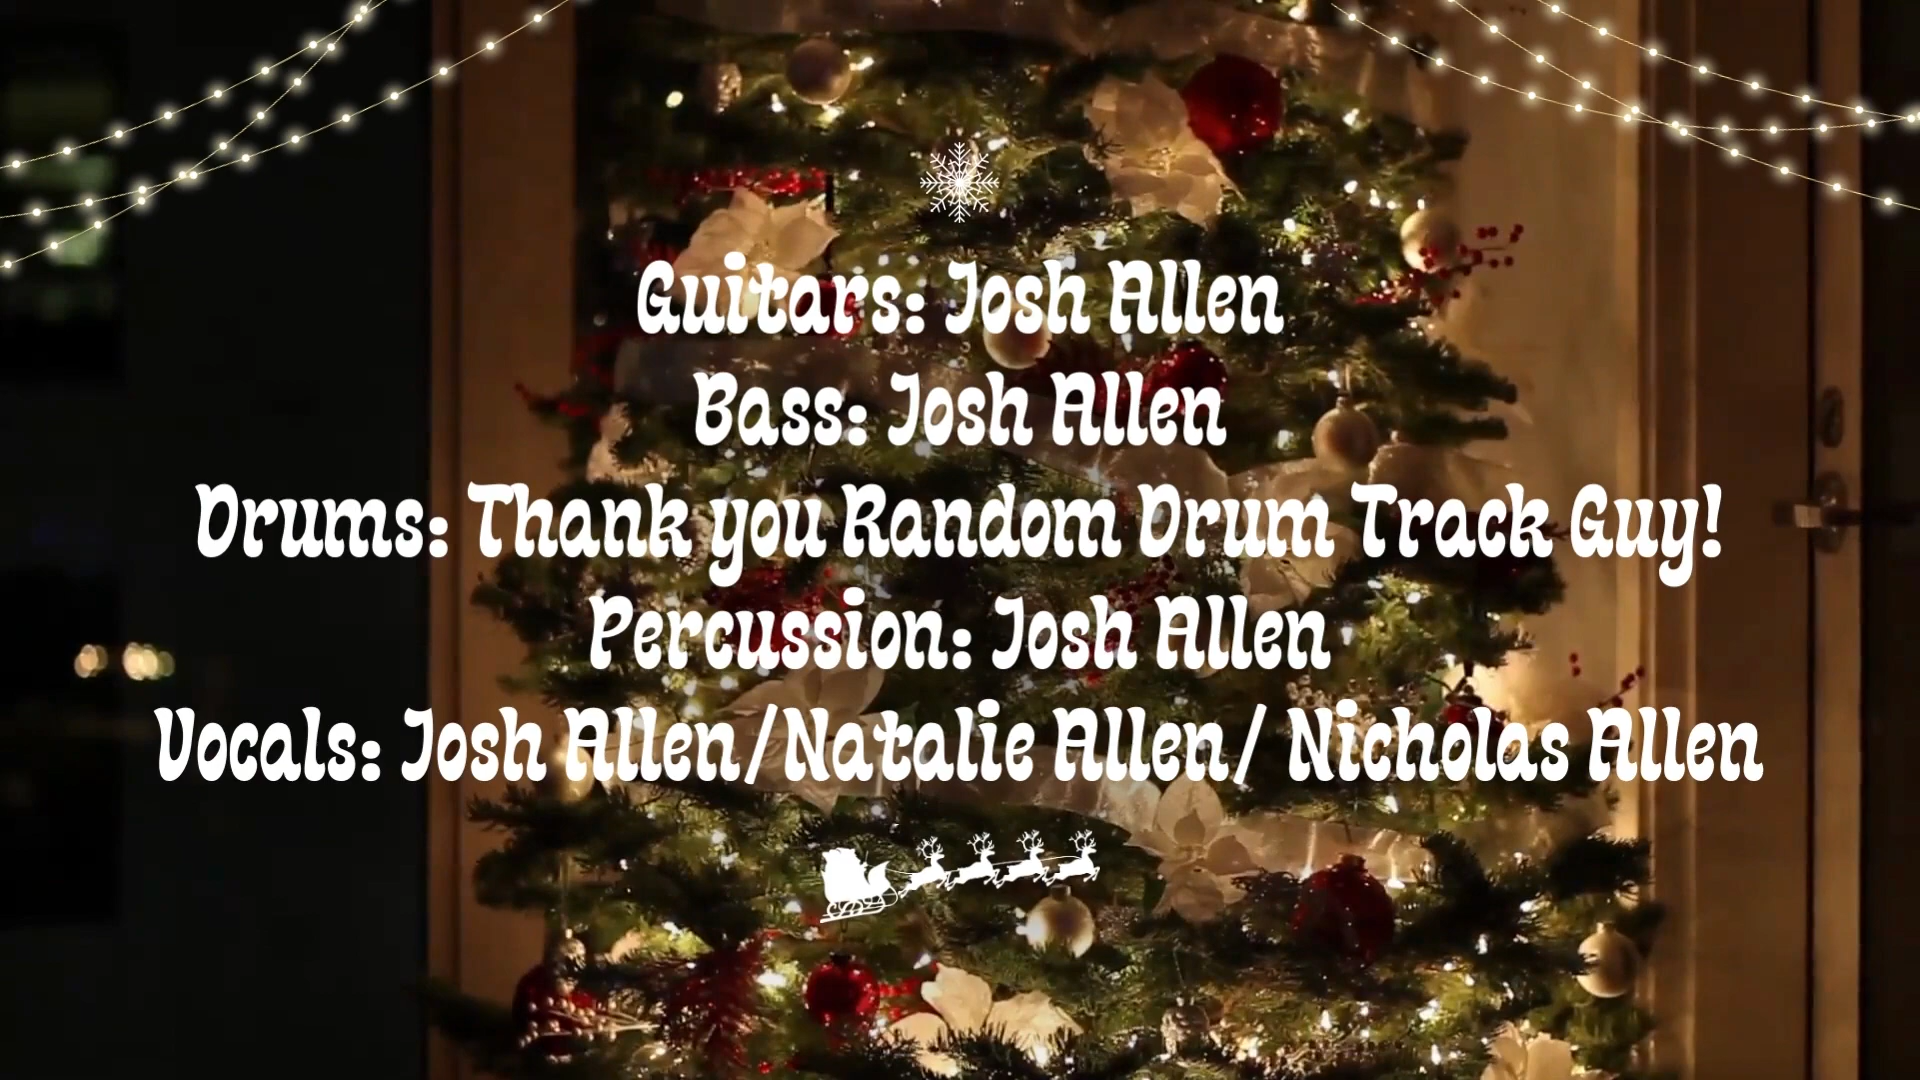 Guitars: Josh Allen
Bass: Josh Allen
Drums: Thank you Random Drum Track Guy!
Percussion: Josh Allen
Vocals: Josh Allen/Natalie Allen/ Nicholas Allen